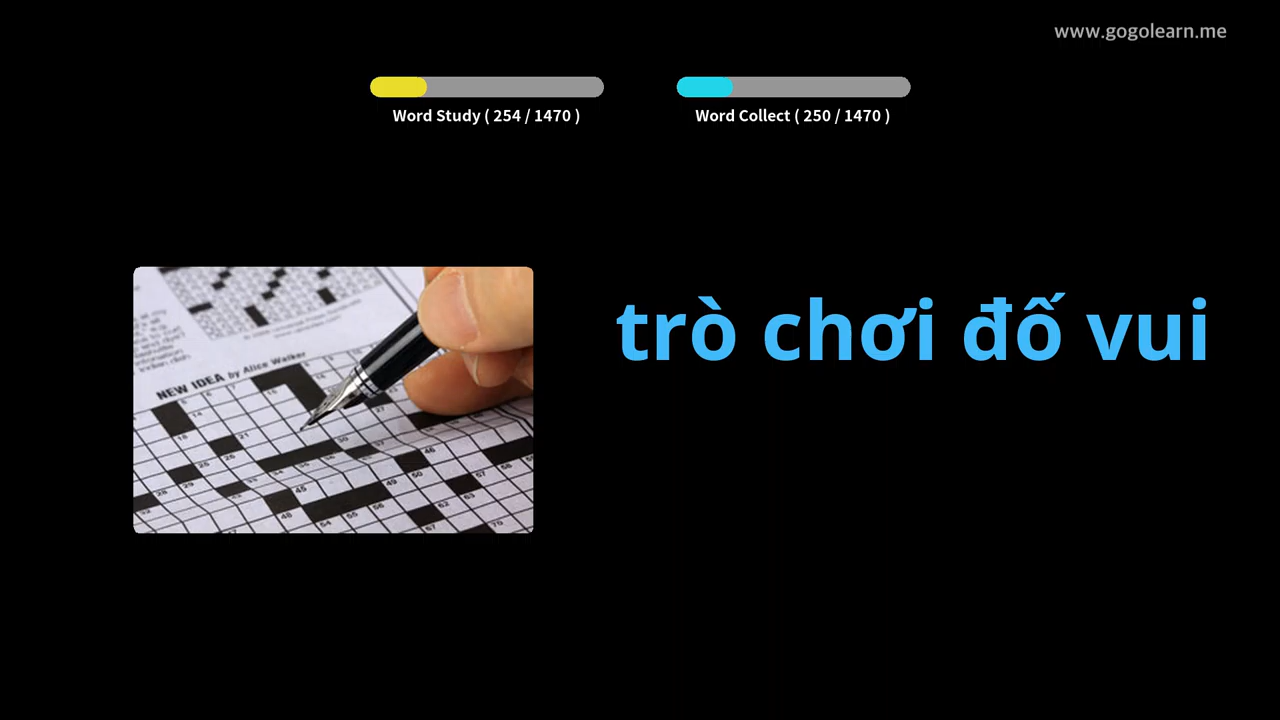 www.gogolearn.me
Word Study ( 254 / 1470 )
Word Collect ( 250 / 1470 )
trò chơi đố vui
NEW IDEA by Alice Walker